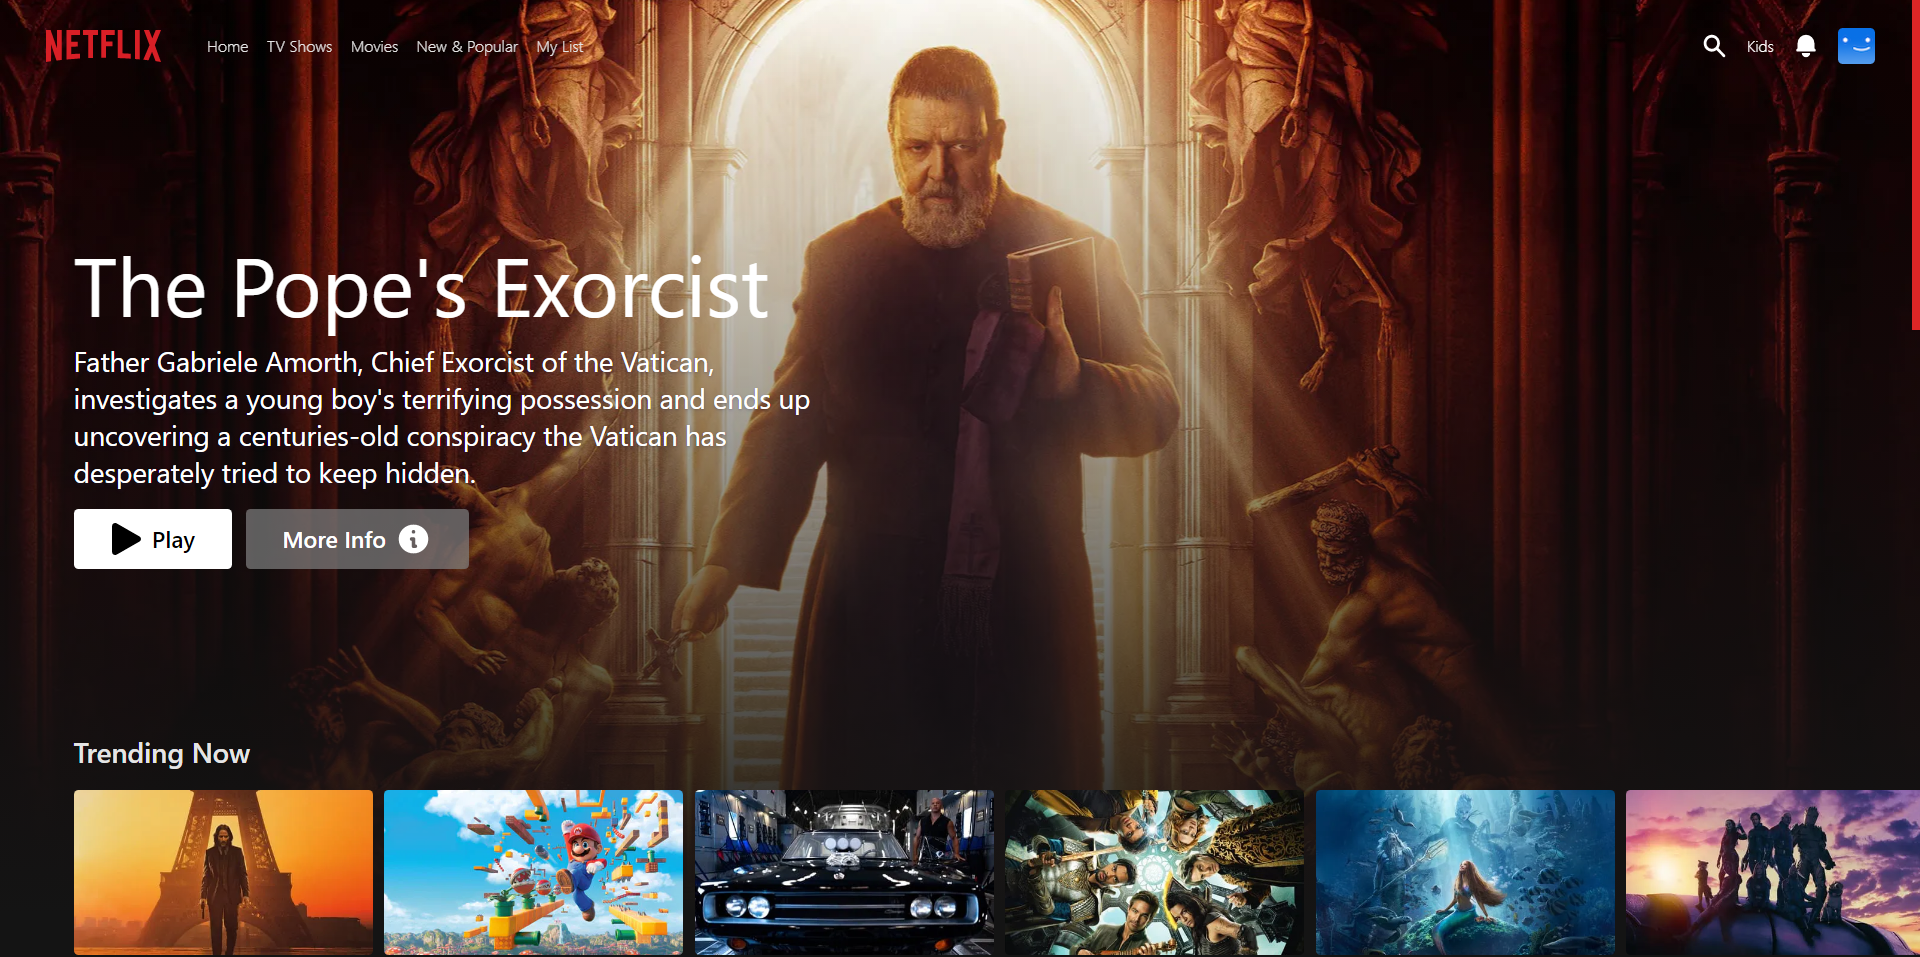 NETFLIX
Home TV Shows Movies New & Popular My List
Kids
The Pope's Exorcist
Father Gabriele Amorth, Chief Exorcist of the Vatican,
investigates a young boy's terrifying possession and ends up
uncovering a centuries-old conspiracy the Vatican has
desperately tried to keep hidden.
Play
More Info
Trending Now